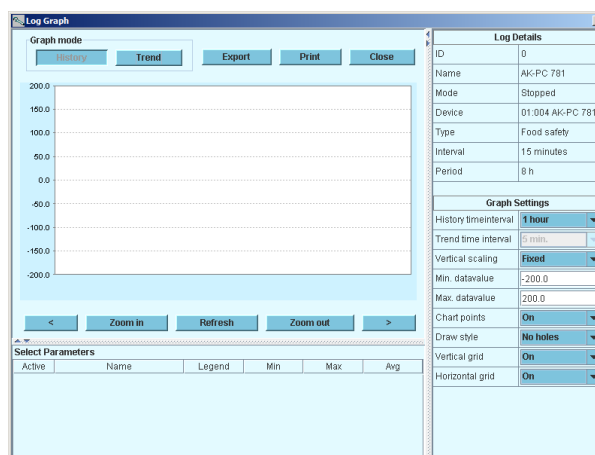 Log Graph
Graph mode
History Trend Export Print Close
200.0
150.0
100.0
50.0
0.0
-50.0
-100.0
-150.0
-200.0
< Zoom in Refresh Zoom out >
Select Parameters
Active Name Legend Min Max Avg
Log Details
ID 0
Name AK-PC 781
Mode Stopped
Device 01:004 AK-PC 781
Type Food safety
Interval 15 minutes
Period 8 h
Graph Settings
History timeinterval 1 hour
Trend time interval 5 min.
Vertical scaling Fixed
Min. datavalue -200.0
Max. datavalue 200.0
Chart points On
Draw style No holes
Vertical grid On
Horizontal grid On